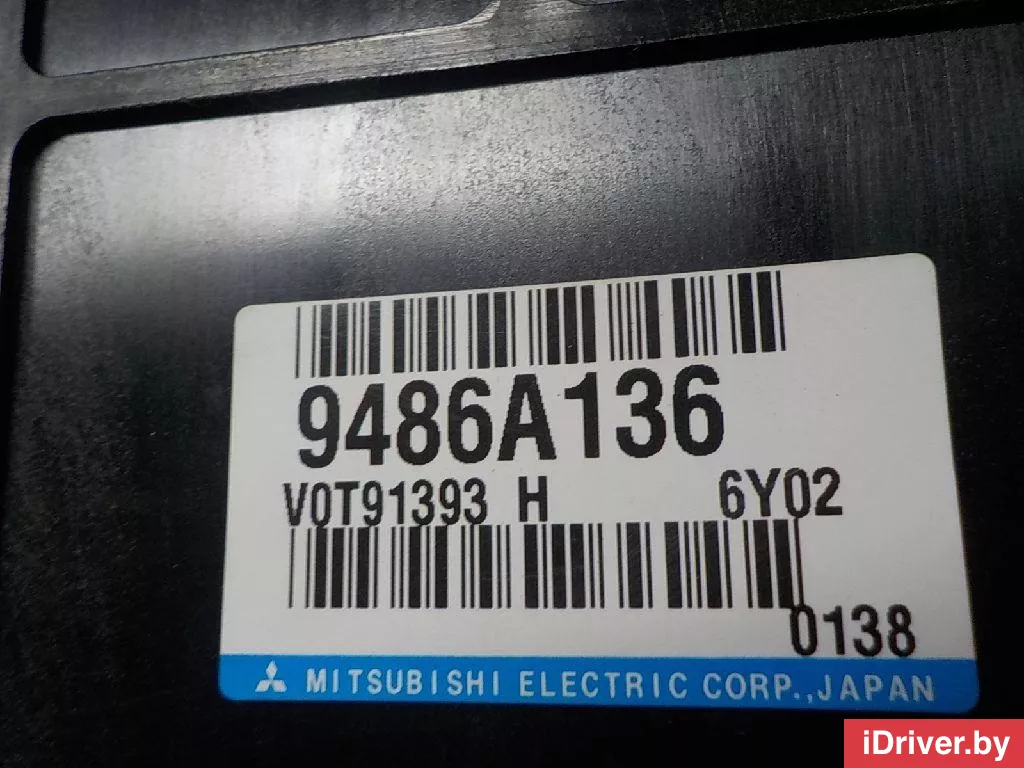 9486A136
V0T91393 H 6Y02
0138
MITSUBISHI ELECTRIC CORP.,JAPAN
iDriver.by